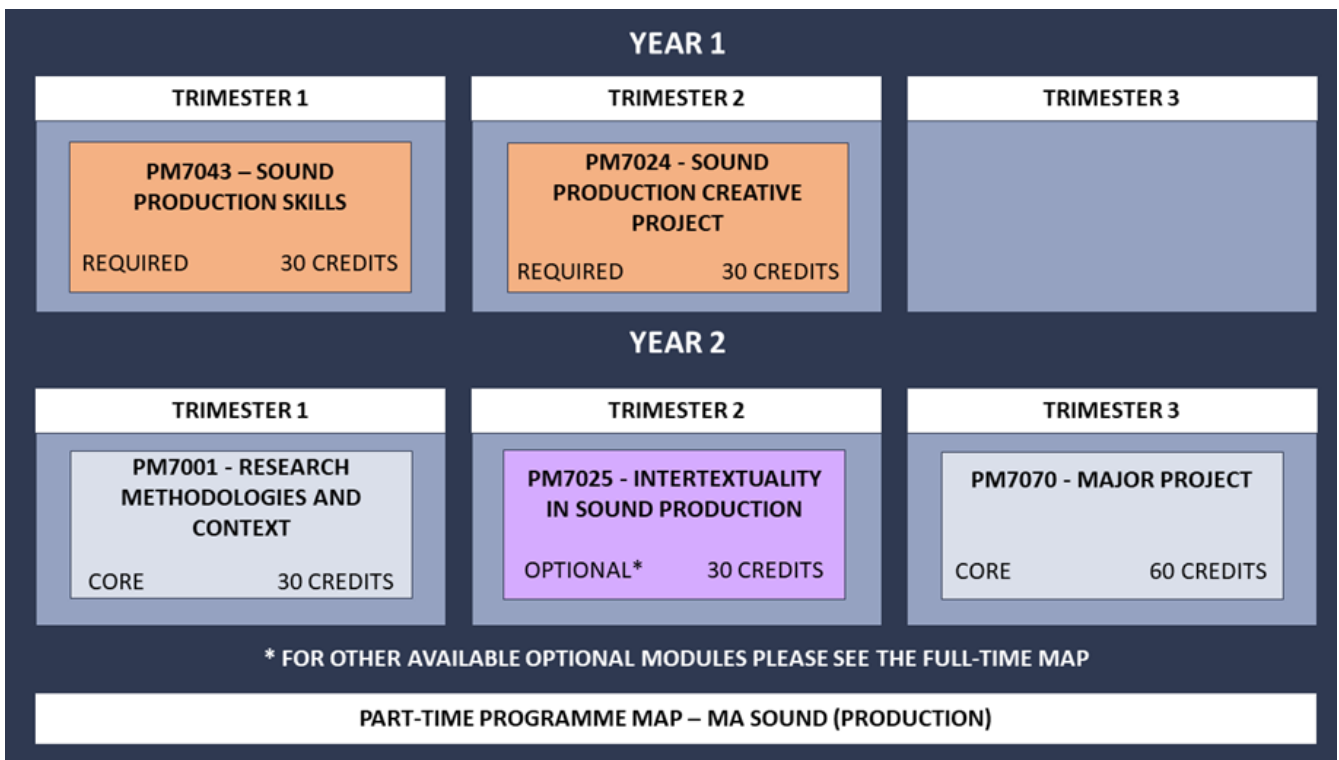 YEAR 1
TRIMESTER 1
TRIMESTER 2
TRIMESTER 3
PM7043 – SOUND
PRODUCTION SKILLS
REQUIRED 30 CREDITS
PM7024 - SOUND
PRODUCTION CREATIVE
PROJECT
REQUIRED 30 CREDITS
YEAR 2
TRIMESTER 1
TRIMESTER 2
TRIMESTER 3
PM7001 - RESEARCH
METHODOLOGIES AND
CONTEXT
CORE 30 CREDITS
PM7025 - INTERTEXTUALITY
IN SOUND PRODUCTION
OPTIONAL* 30 CREDITS
PM7070 - MAJOR PROJECT
CORE 60 CREDITS
* FOR OTHER AVAILABLE OPTIONAL MODULES PLEASE SEE THE FULL-TIME MAP
PART-TIME PROGRAMME MAP – MA SOUND (PRODUCTION)